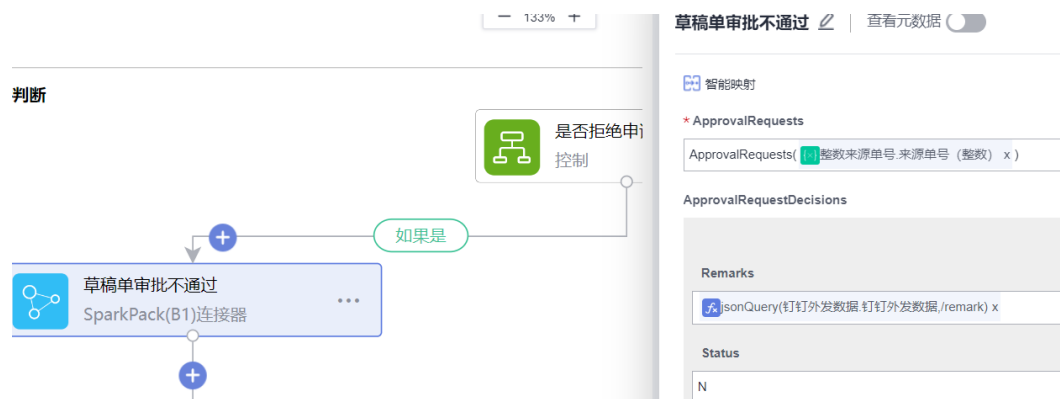 133%
判断
是否拒绝申
控制
如果是
草稿单审批不通过
SparkPack(B1)连接器
草稿单审批不通过
查看元数据
智能映射
* ApprovalRequests
ApprovalRequests( 整数来源单号.来源单号（整数） x )
ApprovalRequestDecisions
Remarks
fx jsonQuery(钉钉外发数据.钉钉外发数据,/remark) x
Status
N